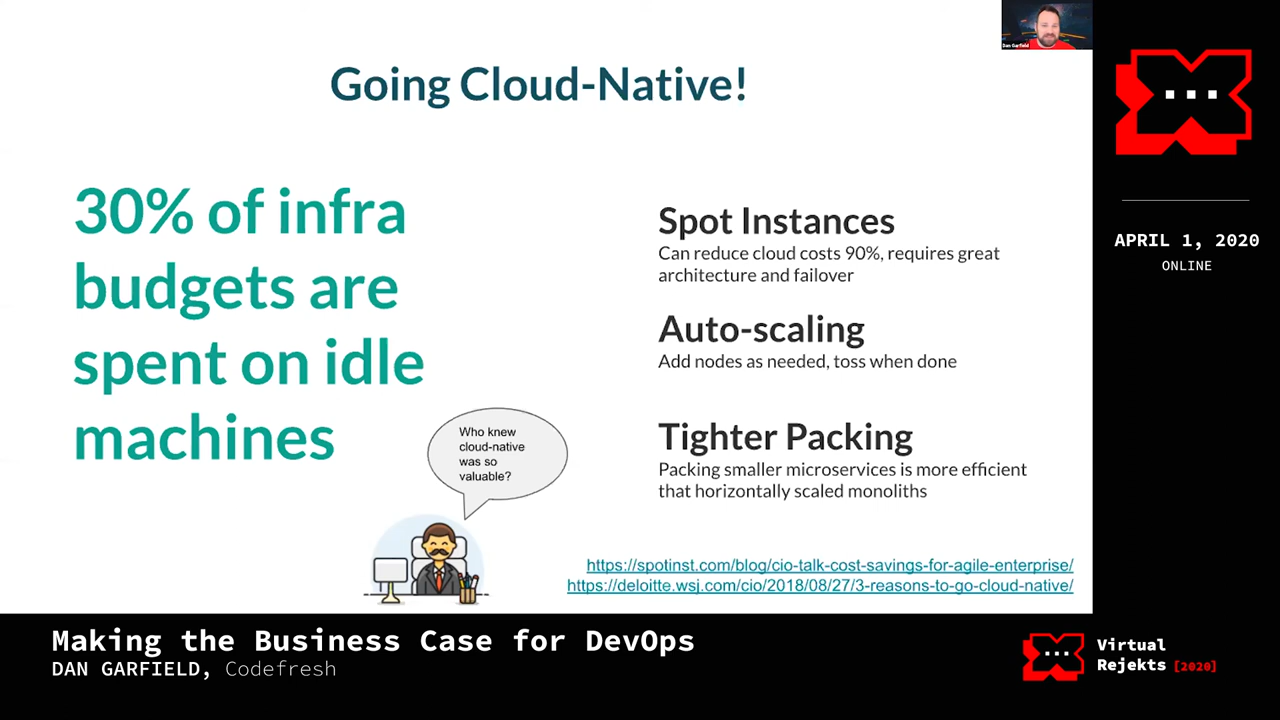 Going Cloud-Native!
30% of infra
budgets are
spent on idle
machines
Who knew
cloud-native
was so
valuable?
Spot Instances
Can reduce cloud costs 90%, requires great
architecture and failover
Auto-scaling
Add nodes as needed, toss when done
Tighter Packing
Packing smaller microservices is more efficient
that horizontally scaled monoliths
https://spotinst.com/blog/cio-talk-cost-savings-for-agile-enterprise/
https://deloitte.wsj.com/cio/2018/08/27/3-reasons-to-go-cloud-native/
Dan Garfield
APRIL 1, 2020
ONLINE
Making the Business Case for DevOps
DAN GARFIELD, Codefresh
Virtual
Rejekts [2020]